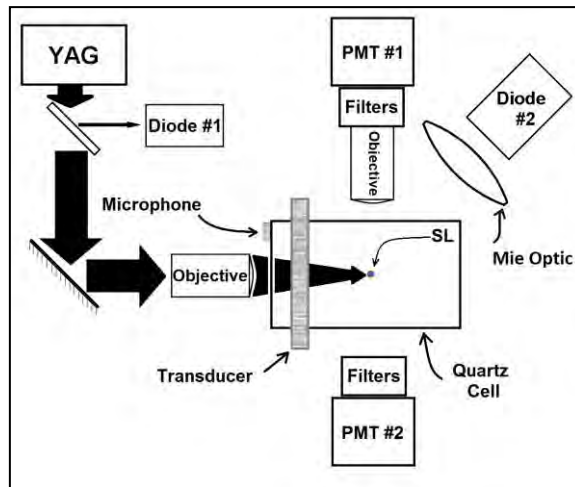 YAG
PMT #1
Filters
Objective
Diode
#2
Diode #1
Microphone
SL
Mie Optic
Objective
Transducer
Quartz
Cell
Filters
PMT #2